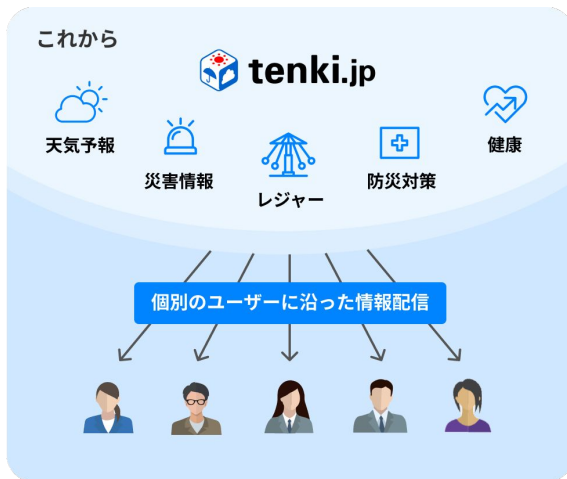 これから
tenki.jp
天気予報
災害情報
レジャー
防災対策
健康
個別のユーザーに沿った情報配信